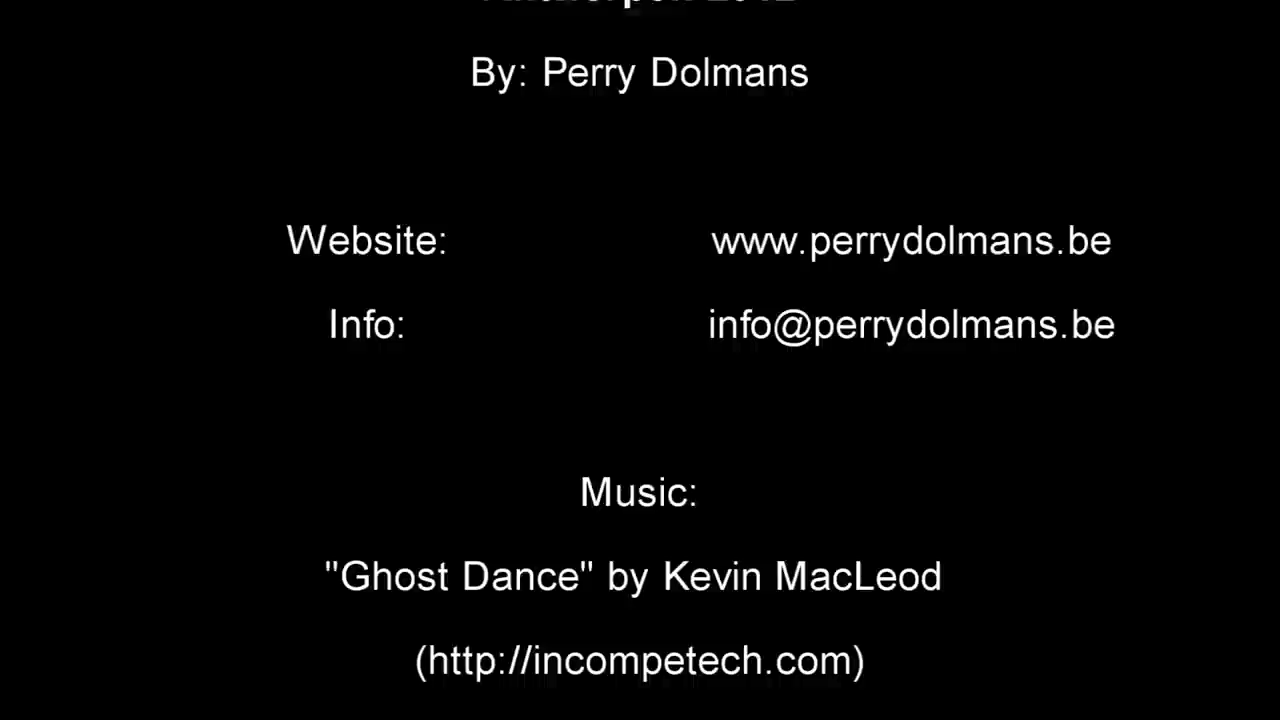 By: Perry Dolmans
Website: www.perrydolmans.be
Info: info@perrydolmans.be
Music:
"Ghost Dance" by Kevin MacLeod
(http://incompetech.com)